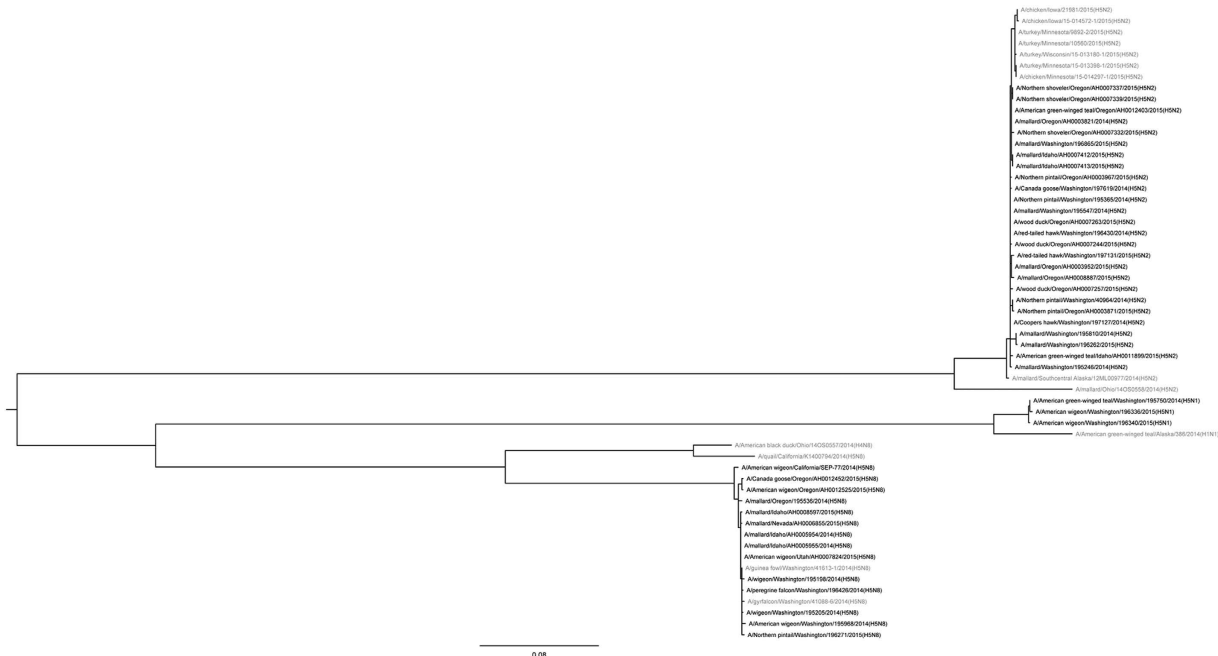 A/chicken/Iowa/21981/2015(H5N2)
A/chicken/Iowa/15-014572-1/2015(H5N2)
A/turkey/Minnesota/9892-2/2015(H5N2)
A/turkey/Minnesota/10560/2015(H5N2)
A/turkey/Wisconsin/15-013180-1/2015(H5N2)
A/turkey/Minnesota/15-013398-1/2015(H5N2)
A/chicken/Minnesota/15-014297-1/2015(H5N2)
A/Northern shoveler/Oregon/AH0007337/2015(H5N2)
A/Northern shoveler/Oregon/AH0007339/2015(H5N2)
A/American green-winged teal/Oregon/AH0012403/2015(H5N2)
A/mallard/Oregon/AH0003821/2014(H5N2)
A/Northern shoveler/Oregon/AH0007332/2015(H5N2)
A/mallard/Washington/196865/2015(H5N2)
A/mallard/Idaho/AH0007412/2015(H5N2)
A/mallard/Idaho/AH0007413/2015(H5N2)
A/Northern pintail/Oregon/AH0003967/2015(H5N2)
A/Canada goose/Washington/197619/2014(H5N2)
A/Northern pintail/Washington/195365/2014(H5N2)
A/mallard/Washington/195547/2014(H5N2)
A/wood duck/Oregon/AH0007263/2015(H5N2)
A/red-tailed hawk/Washington/196430/2014(H5N2)
A/wood duck/Oregon/AH0007244/2015(H5N2)
A/red-tailed hawk/Washington/197131/2015(H5N2)
A/mallard/Oregon/AH0003952/2015(H5N2)
A/mallard/Oregon/AH0008887/2015(H5N2)
A/wood duck/Oregon/AH0007257/2015(H5N2)
A/Northern pintail/Washington/40964/2014(H5N2)
A/Northern pintail/Oregon/AH0003871/2015(H5N2)
A/Coopers hawk/Washington/197127/2014(H5N2)
A/mallard/Washington/195810/2014(H5N2)
A/mallard/Washington/196262/2015(H5N2)
A/American green-winged teal/Idaho/AH0011899/2015(H5N2)
A/mallard/Washington/195246/2014(H5N2)
A/mallard/Southcentral Alaska/12ML00977/2014(H5N2)
A/mallard/Ohio/14OS0558/2014(H5N2)
A/American green-winged teal/Washington/195750/2014(H5N1)
A/American wigeon/Washington/196336/2015(H5N1)
A/American wigeon/Washington/196340/2015(H5N1)
A/American green-winged teal/Alaska/386/2014(H1N1)
A/American black duck/Ohio/14OS0557/2014(H4N8)
A/quail/California/K1400794/2014(H5N8)
A/American wigeon/California/SEP-77/2014(H5N8)
A/Canada goose/Oregon/AH0012452/2015(H5N8)
A/American wigeon/Oregon/AH0012525/2015(H5N8)
A/mallard/Oregon/195536/2014(H5N8)
A/mallard/Idaho/AH0008597/2015(H5N8)
A/mallard/Nevada/AH0006855/2015(H5N8)
A/mallard/Idaho/AH0005954/2014(H5N8)
A/mallard/Idaho/AH0005955/2014(H5N8)
A/American wigeon/Utah/AH0007824/2015(H5N8)
A/guinea fowl/Washington/41613-1/2014(H5N8)
A/wigeon/Washington/195198/2014(H5N8)
A/peregrine falcon/Washington/196426/2014(H5N8)
A/gyrfalcon/Washington/41088-6/2014(H5N8)
A/wigeon/Washington/195205/2014(H5N8)
A/American wigeon/Washington/195968/2014(H5N8)
A/Northern pintail/Washington/196271/2015(H5N8)
0.08